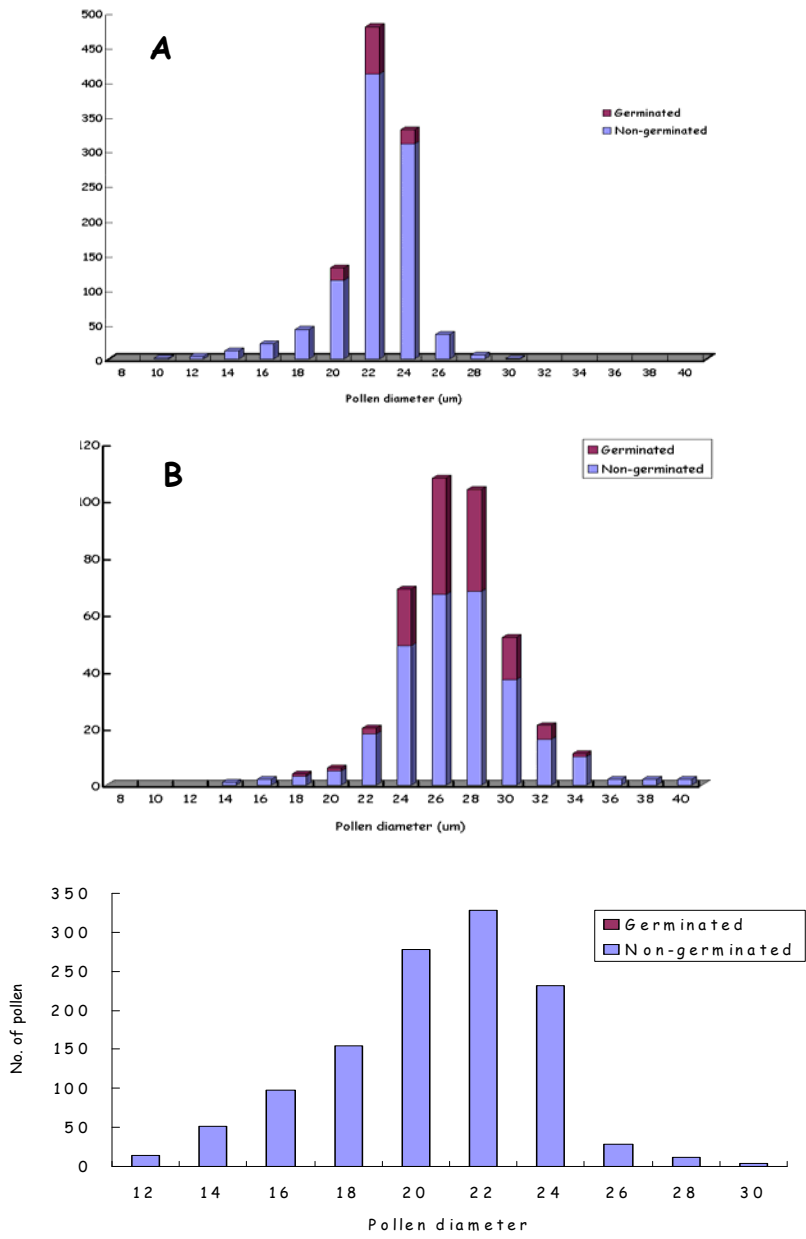 A
500
450
400
350
300
250
200
150
100
50
0
Germinated
Non-germinated
8 10 12 14 16 18 20 22 24 26 28 30 32 34 36 38 40
Pollen diameter (um)
B
120
100
80
60
40
20
0
Germinated
Non-germinated
8 10 12 14 16 18 20 22 24 26 28 30 32 34 36 38 40
Pollen diameter (um)
No. of pollen
350
300
250
200
150
100
50
0
Germinated
Non-germinated
12 14 16 18 20 22 24 26 28 30
Pollen diameter